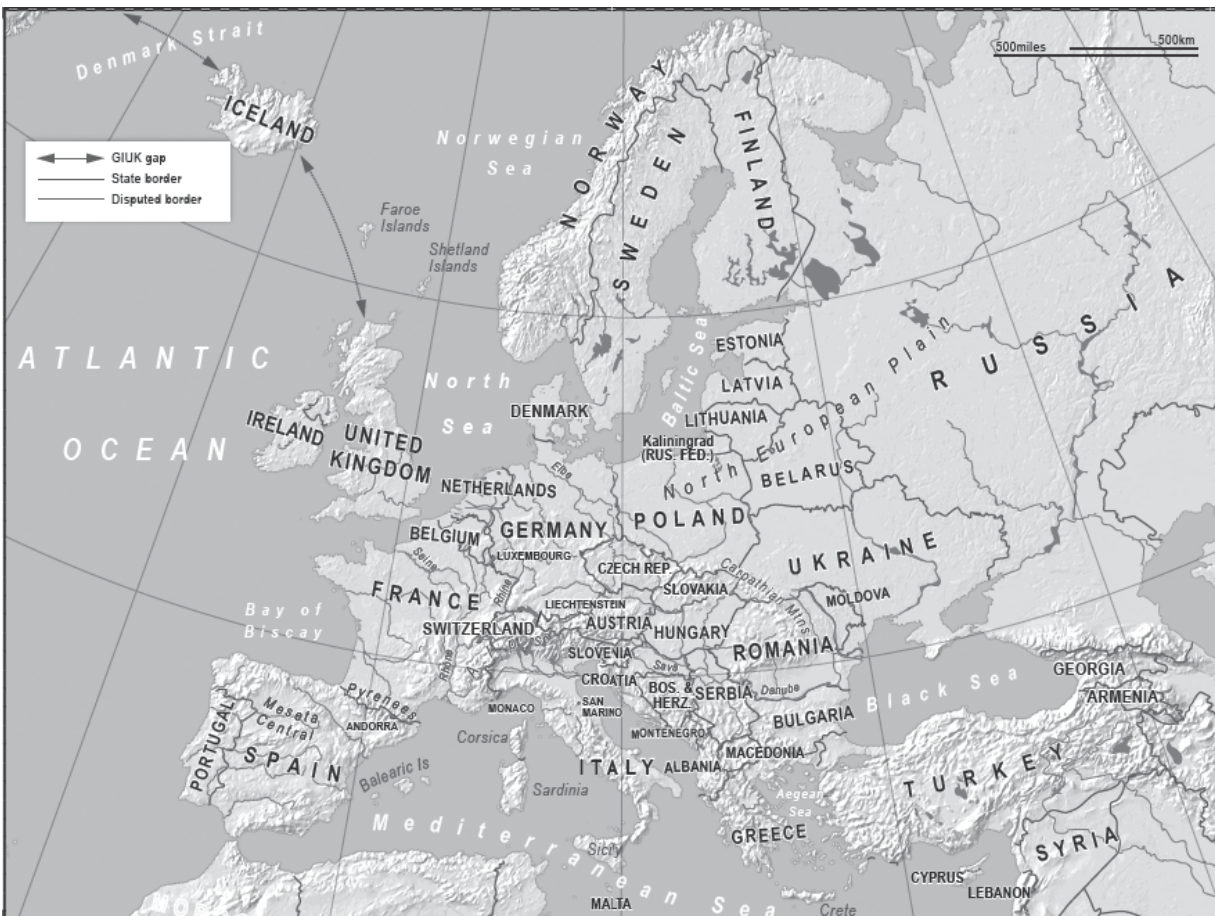 Denmark Strait
500km
500miles
ICELAND
GIUK gap
State border
Disputed border
Norwegian
Sea
NORWAY
SWEDEN
FINLAND
RUSSIA
Faroe
Islands
Shetland
Islands
ATLANTIC
OCEAN
North
Sea
Baltic Sea
ESTONIA
LATVIA
LITHUANIA
Kaliningrad
(RUS. FED.)
North European Plain
BELARUS
DENMARK
IRELAND
UNITED
KINGDOM
NETHERLANDS
Elbe
BELGIUM
GERMANY
POLAND
LUXEMBOURG
CZECH REP.
UKRAINE
Seine
Rhine
SLOVAKIA
Carpathian Mtns
MOLDOVA
FRANCE
LIECHTENSTEIN
Bay of
Biscay
SWITZERLAND
AUSTRIA
HUNGARY
ROMANIA
SLOVENIA
Rhône
Sava
CROATIA
BOS. &
HERZ.
SERBIA
Danube
Black Sea
GEORGIA
ARMENIA
Pyrenees
Meseta
Central
ANDORRA
MONACO
SAN
MARINO
MONTENEGRO
BULGARIA
PORTUGAL
SPAIN
Corsica
ITALY
ALBANIA
MACEDONIA
TURKEY
Balearic Is
Sardinia
Aegean
Sea
Mediterranean Sea
GREECE
Sicily
SYRIA
CYPRUS
LEBANON
MALTA
Crete